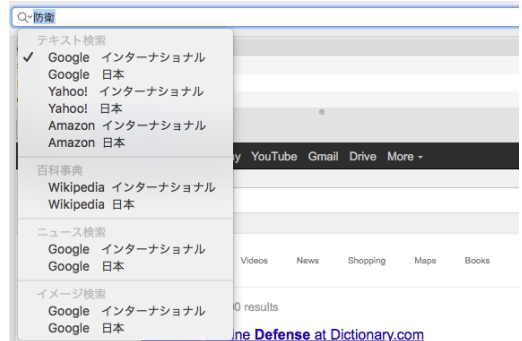 防衛
テキスト検索
✓ Google インターナショナル
Google 日本
Yahoo! インターナショナル
Yahoo! 日本
Amazon インターナショナル
Amazon 日本
YouTube Gmail Drive More
百科事典
Wikipedia インターナショナル
Wikipedia 日本
ニュース検索
Google インターナショナル
Google 日本
Videos News Shopping Maps Books
イメージ検索
Google インターナショナル
Google 日本
results
Defense at Dictionary.com